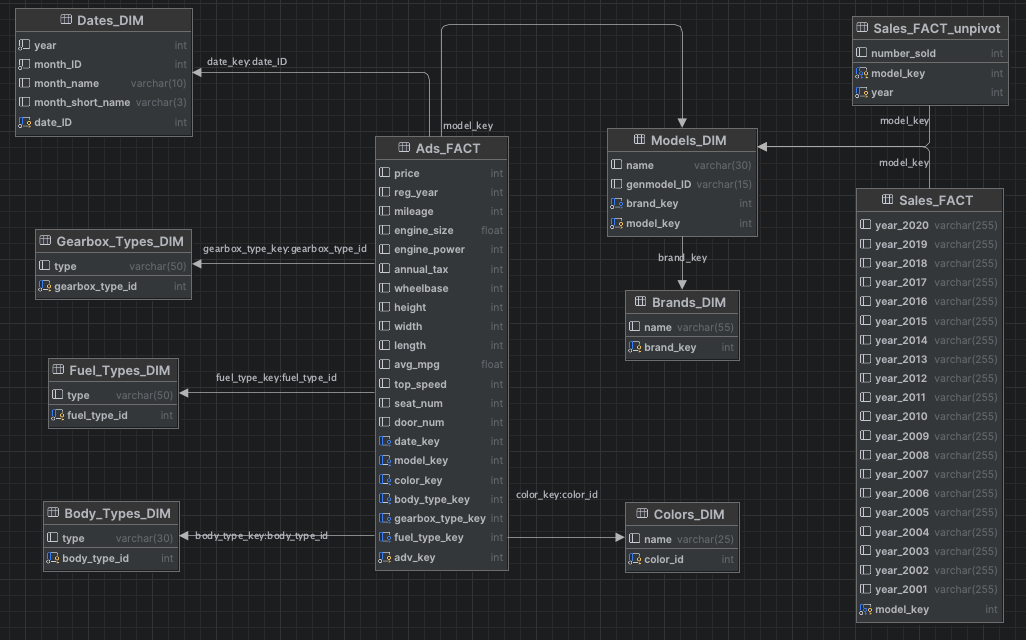 Dates_DIM
year int
month_ID int
month_name varchar(10)
month_short_name varchar(3)
date_ID int
date_key:date_ID
model_key
Ads_FACT
price int
reg_year int
mileage int
engine_size float
engine_power int
annual_tax int
wheelbase int
height int
width int
length int
avg_mpg float
top_speed int
seat_num int
door_num int
date_key int
model_key int
color_key int
body_type_key int
gearbox_type_key int
fuel_type_key int
adv_key int
gearbox_type_key:gearbox_type_id
Gearbox_Types_DIM
type varchar(50)
gearbox_type_id int
fuel_type_key:fuel_type_id
Fuel_Types_DIM
type varchar(50)
fuel_type_id int
body_type_key:body_type_id
Body_Types_DIM
type varchar(30)
body_type_id int
Models_DIM
name varchar(30)
genmodel_ID varchar(15)
brand_key int
model_key int
brand_key
Brands_DIM
name varchar(55)
brand_key int
color_key:color_id
Colors_DIM
name varchar(25)
color_id int
Sales_FACT_unpivot
number_sold int
model_key int
year int
model_key
model_key
Sales_FACT
year_2020 varchar(255)
year_2019 varchar(255)
year_2018 varchar(255)
year_2017 varchar(255)
year_2016 varchar(255)
year_2015 varchar(255)
year_2014 varchar(255)
year_2013 varchar(255)
year_2012 varchar(255)
year_2011 varchar(255)
year_2010 varchar(255)
year_2009 varchar(255)
year_2008 varchar(255)
year_2007 varchar(255)
year_2006 varchar(255)
year_2005 varchar(255)
year_2004 varchar(255)
year_2003 varchar(255)
year_2002 varchar(255)
year_2001 varchar(255)
model_key int